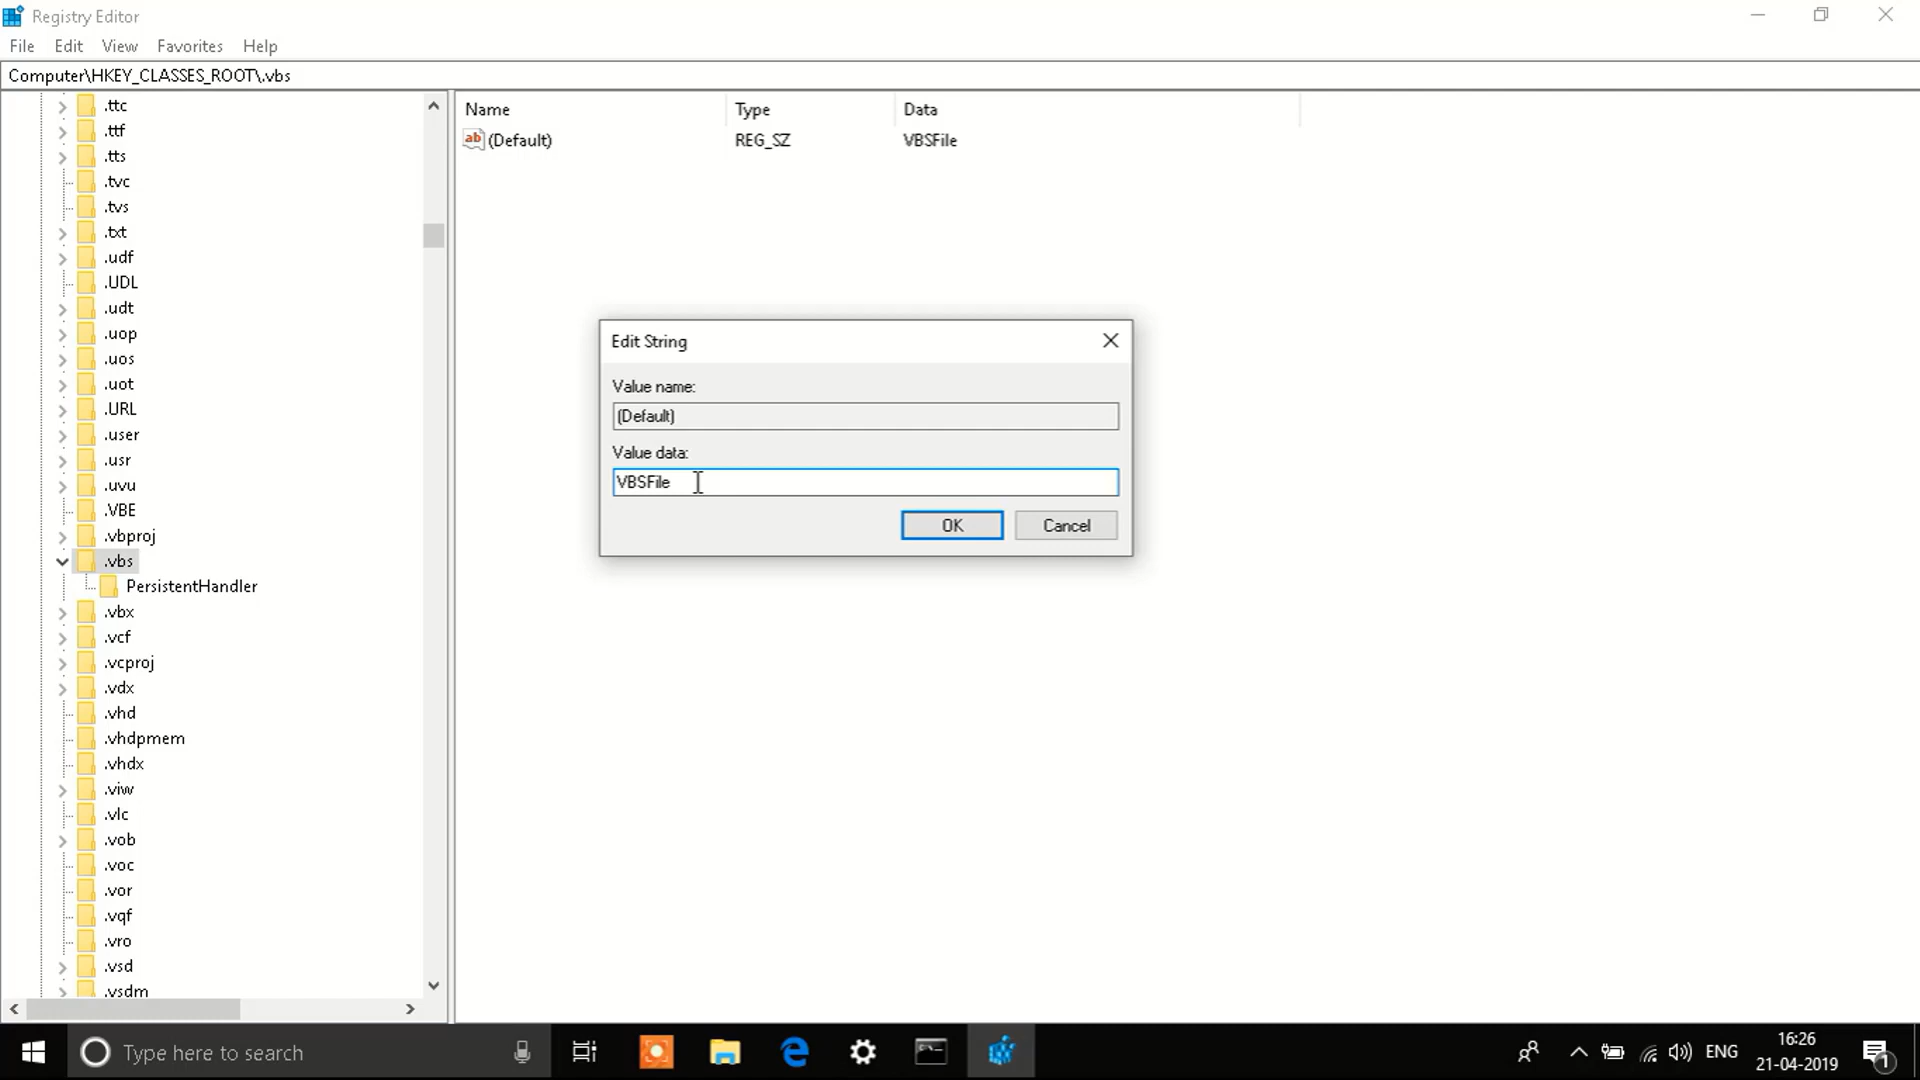 Registry Editor
File Edit View Favorites Help
Computer\HKEY_CLASSES_ROOT\.vbs
.ttc
.ttf
.tts
.tvc
.tvs
.txt
.udf
.UDL
.udt
.uop
.uos
.uot
.URL
.user
.usr
.uvu
.VBE
.vbproj
.vbs
PersistentHandler
.vbx
.vcf
.vcproj
.vdx
.vhd
.vhdpmem
.vhdx
.viw
.vlc
.vob
.voc
.vor
.vqf
.vro
.vsd
.vsdm
Name Type Data
ab (Default) REG_SZ VBSFile
Edit String
Value name:
(Default)
Value data:
VBSFile
OK Cancel
Type here to search
ENG
16:26
21-04-2019
1